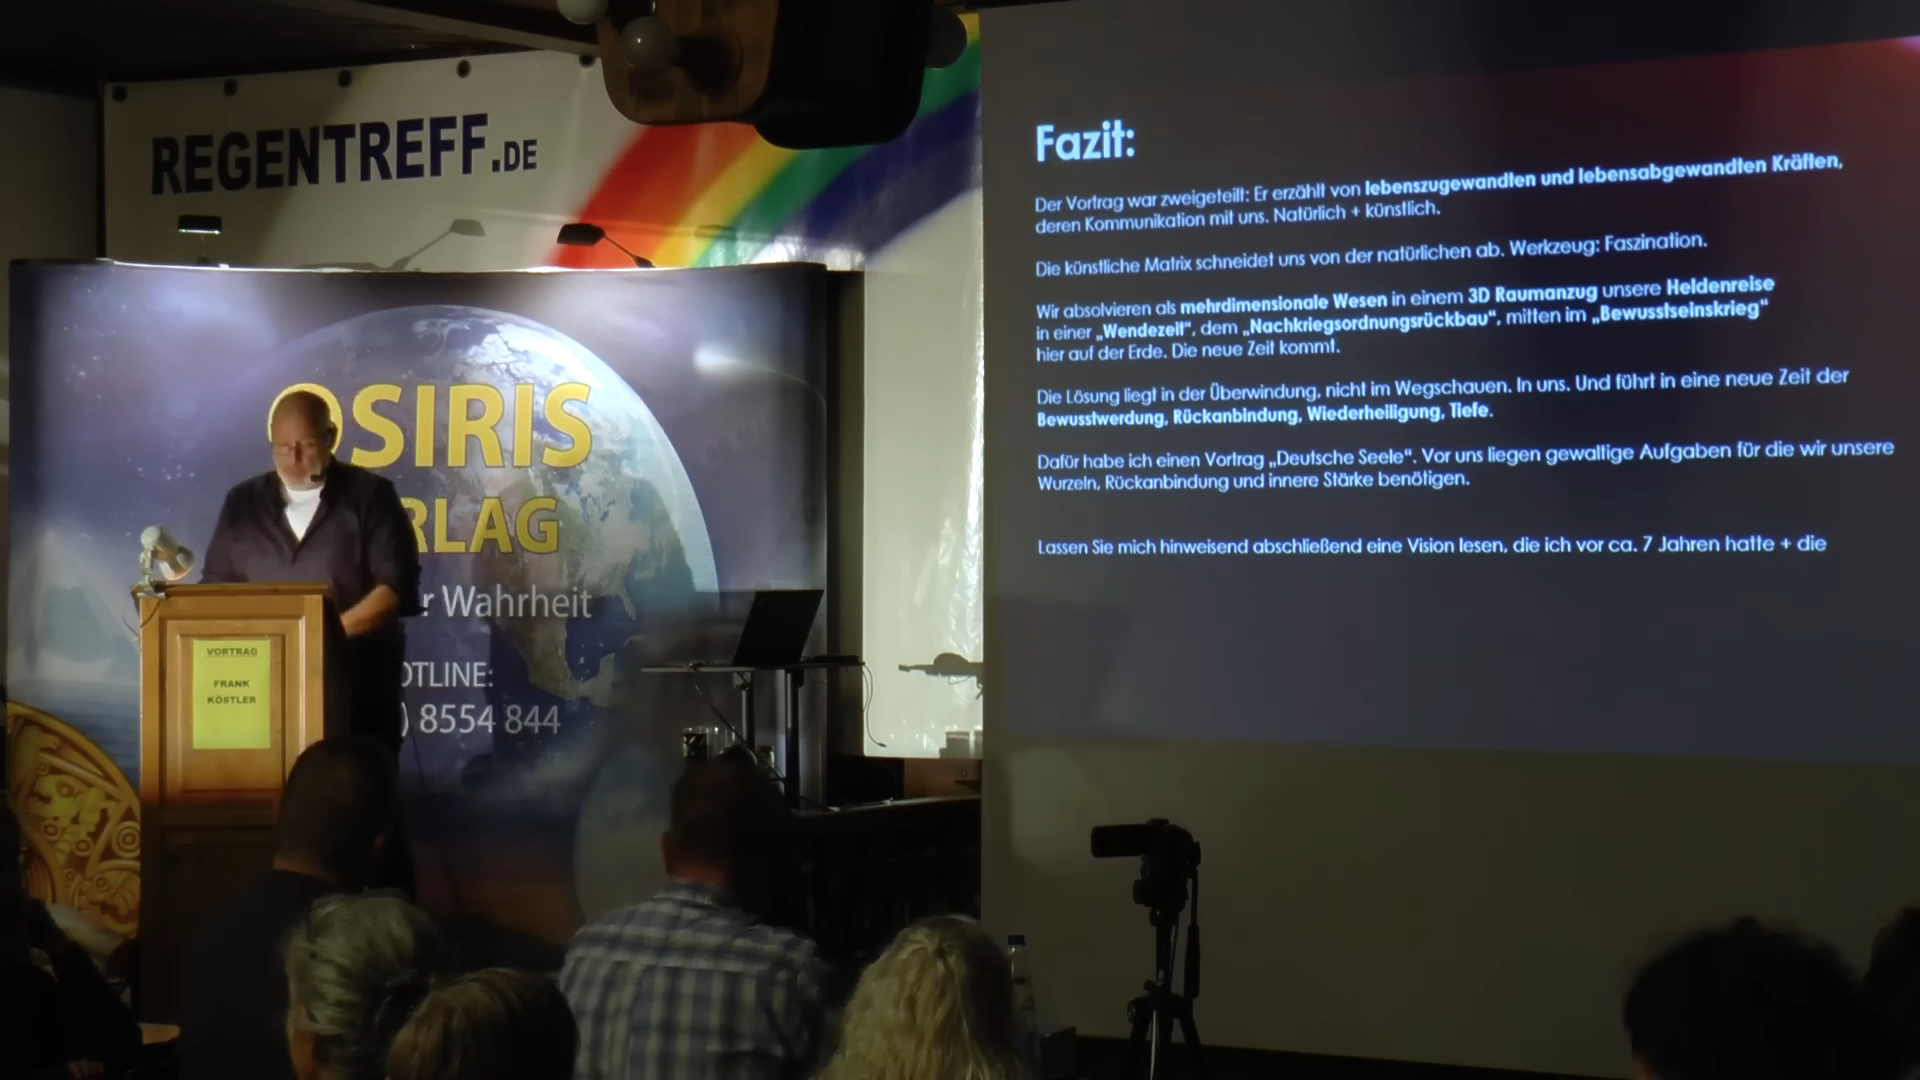 REGENTREFF.DE
OSIRIS
RLAG
r Wahrheit
OTLINE:
) 8554 844
VORTRAG
FRANK
KÖSTLER
Fazit:
Der Vortrag war zweigeteilt: Er erzählt von lebenszugewandten und lebensabgewandten Kräften,
deren Kommunikation mit uns. Natürlich + künstlich.
Die künstliche Matrix schneidet uns von der natürlichen ab. Werkzeug: Faszination.
Wir absolvieren als mehrdimensionale Wesen in einem 3D Raumanzug unsere Heldenreise
in einer „Wendezeit“, dem „Nachkriegsordnungsrückbau“, mitten im „Bewusstseinskrieg“
hier auf der Erde. Die neue Zeit kommt.
Die Lösung liegt in der Überwindung, nicht im Wegschauen. In uns. Und führt in eine neue Zeit der
Bewusstwerdung, Rückanbindung, Wiederheiligung, Tiefe.
Dafür habe ich einen Vortrag „Deutsche Seele“. Vor uns liegen gewaltige Aufgaben für die wir unsere
Wurzeln, Rückanbindung und innere Stärke benötigen.
Lassen Sie mich hinweisend abschließend eine Vision lesen, die ich vor ca. 7 Jahren hatte + die